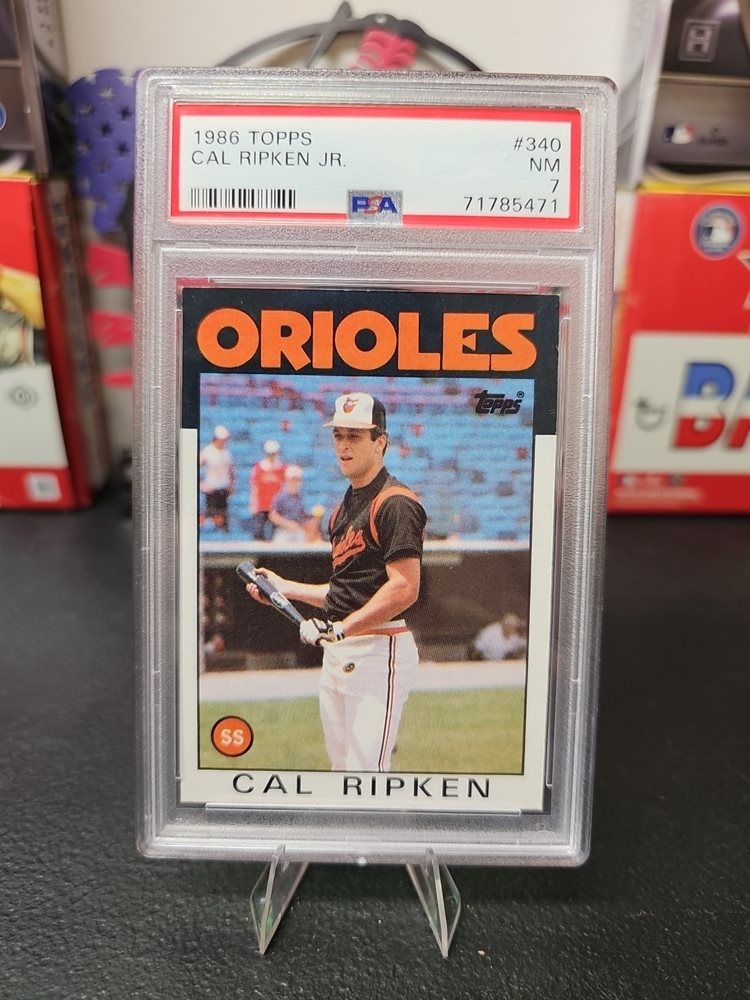 1986 TOPPS
CAL RIPKEN JR.
#340
NM
7
PSA
71785471
ORIOLES
Topps
SS
CAL RIPKEN